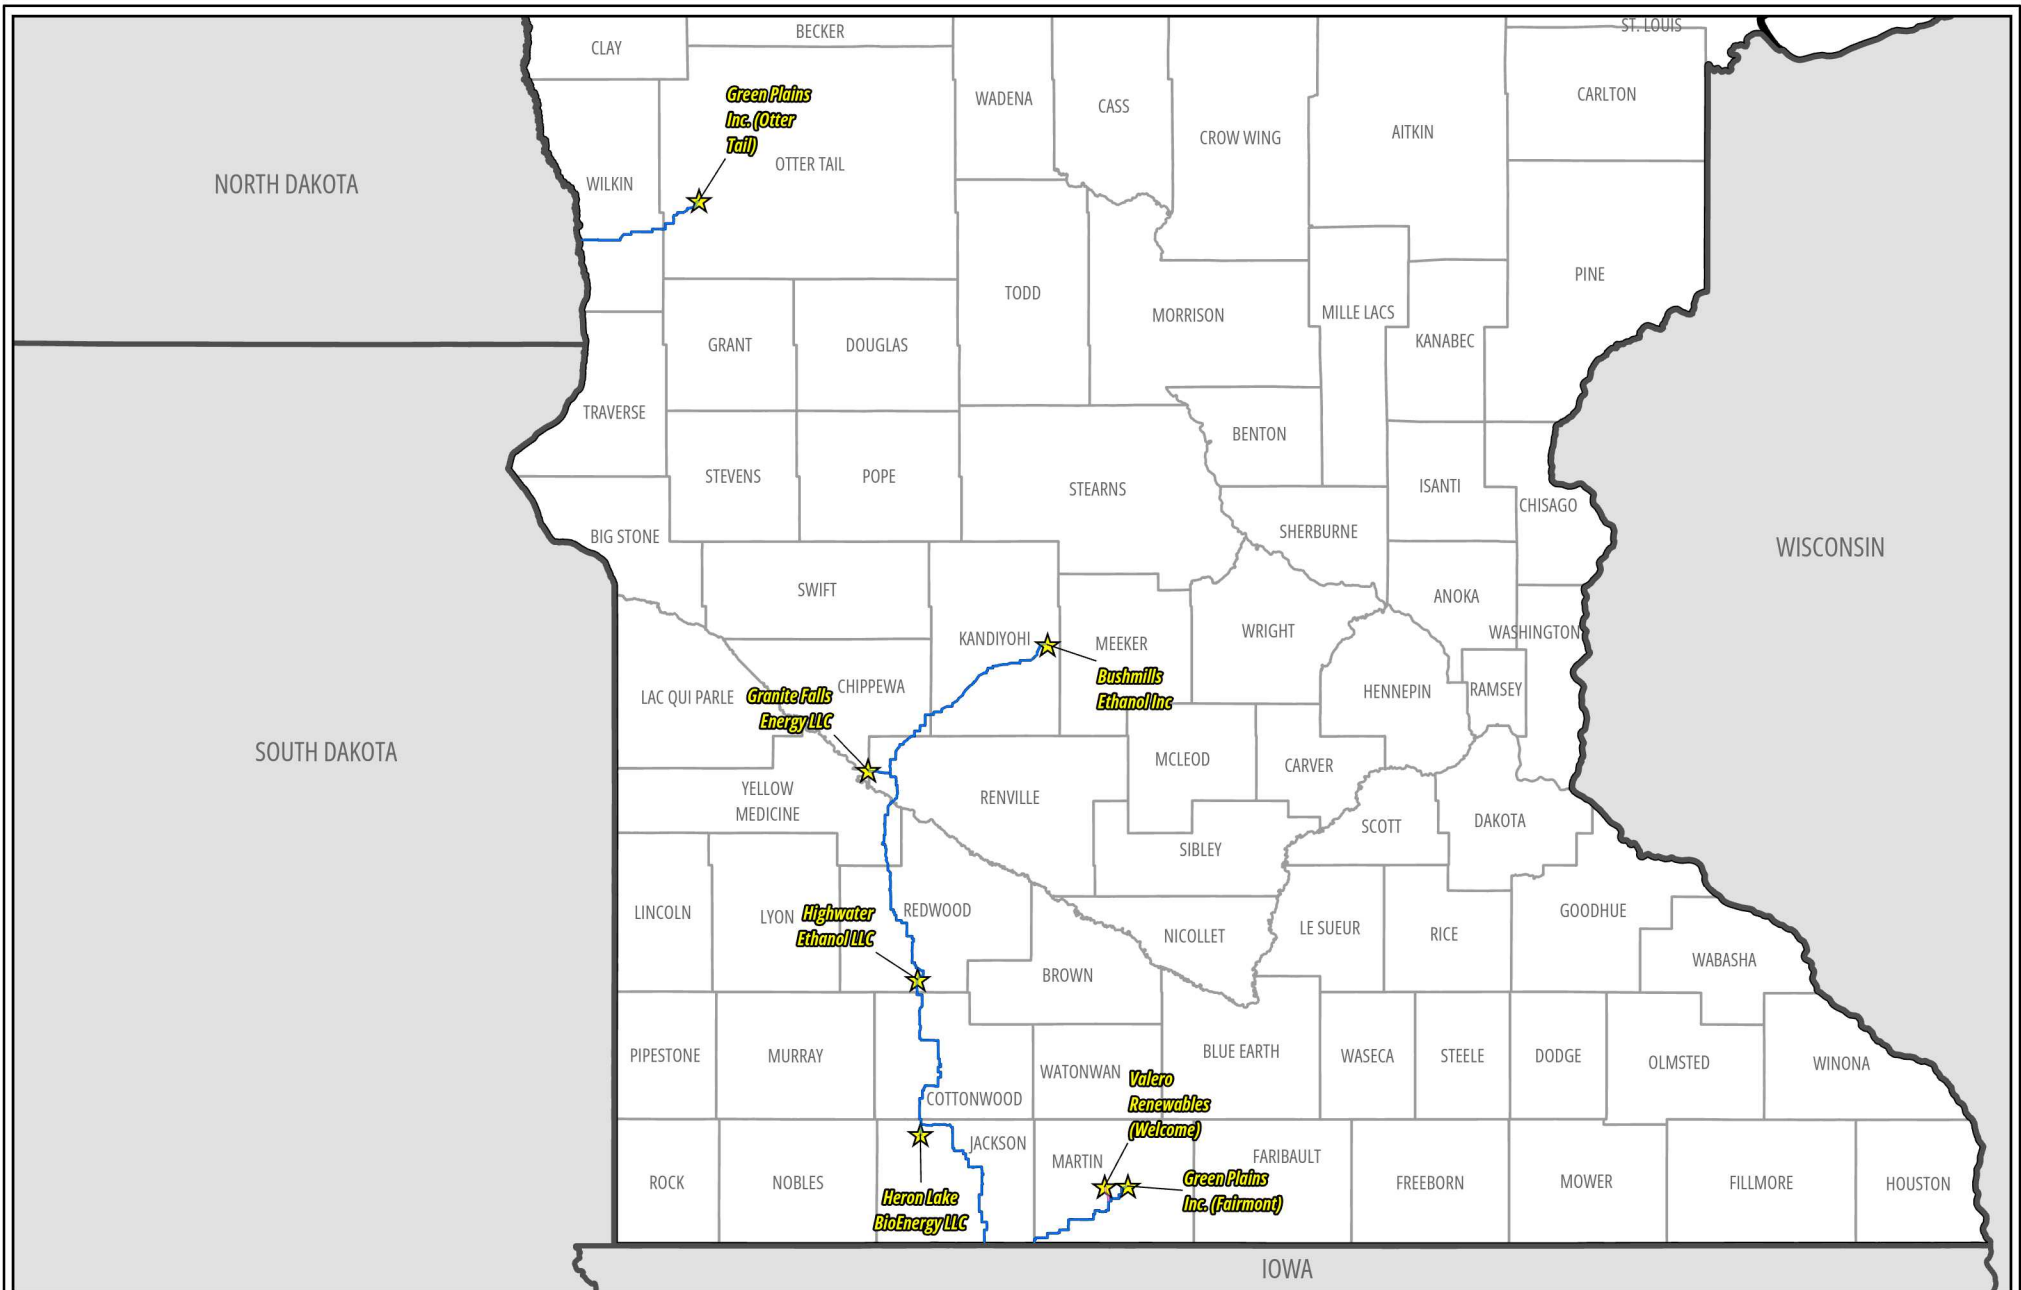 ST. LOUIS
BECKER
CLAY
Green Plains
Inc. (Otter
Tail)
WADENA
CASS
CARLTON
CROW WING
AITKIN
OTTER TAIL
NORTH DAKOTA
WILKIN
PINE
TODD
MORRISON
MILLE LACS
KANABEC
GRANT
DOUGLAS
TRAVERSE
BENTON
STEVENS
POPE
STEARNS
ISANTI
CHISAGO
BIG STONE
SHERBURNE
WISCONSIN
SWIFT
ANOKA
KANDIYOHI
MEEKER
WRIGHT
WASHINGTON
Bushmills
Ethanol Inc
LAC QUI PARLE
CHIPPEWA
HENNEPIN
RAMSEY
Granite Falls
Energy LLC
SOUTH DAKOTA
MCLEOD
CARVER
YELLOW
MEDICINE
RENVILLE
SCOTT
DAKOTA
SIBLEY
LINCOLN
LYON
Highwater
Ethanol LLC
REDWOOD
NICOLLET
LE SUEUR
RICE
GOODHUE
BROWN
WABASHA
PIPESTONE
MURRAY
BLUE EARTH
WASECA
STEELE
DODGE
OLMSTED
WINONA
WATONWAN
COTTONWOOD
Valero
Renewables
(Welcome)
JACKSON
MARTIN
FARIBAULT
ROCK
NOBLES
FREEBORN
MOWER
FILLMORE
HOUSTON
Green Plains
Inc. (Fairmont)
Heron Lake
BioEnergy LLC
IOWA